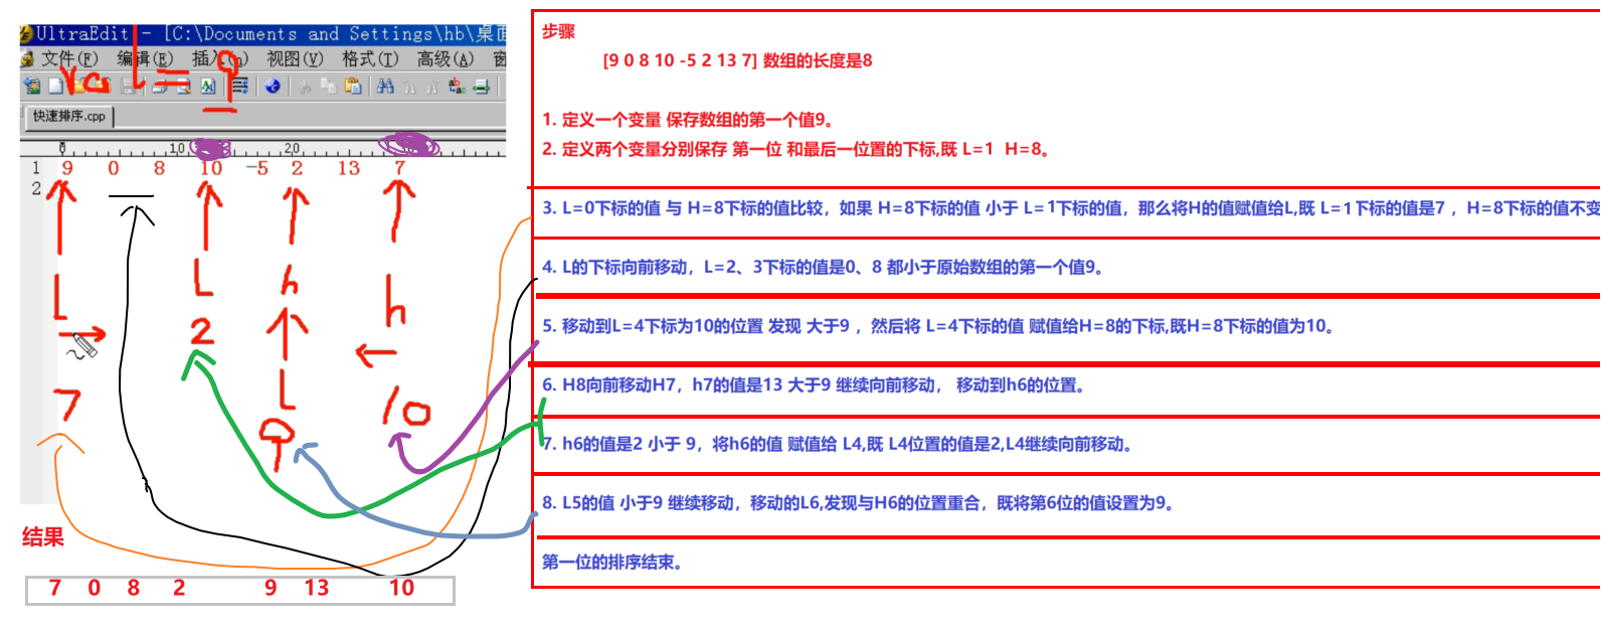 UltraEdit - [C:\Documents and Settings\hb\桌面
文件(F) 编辑(E) 插入(N) 视图(V) 格式(T) 高级(A) 窗
val = 9
快速排序.cpp
0 10 20
1 9 0 8 10 -5 2 13 7
2
L L h h
2
L
7 10
9
结果
7 0 8 2 9 13 10
步骤
[9 0 8 10 -5 2 13 7] 数组的长度是8
1. 定义一个变量 保存数组的第一个值9。
2. 定义两个变量分别保存 第一位 和最后一位置的下标,既 L=1 H=8。
3. L=0下标的值 与 H=8下标的值比较，如果 H=8下标的值 小于 L=1下标的值，那么将H的值赋值给L,既 L=1下标的值是7 ，H=8下标的值不变
4. L的下标向前移动，L=2、3下标的值是0、8 都小于原始数组的第一个值9。
5. 移动到L=4下标为10的位置 发现 大于9 ，然后将 L=4下标的值 赋值给H=8的下标,既H=8下标的值为10。
6. H8向前移动H7，h7的值是13 大于9 继续向前移动， 移动到h6的位置。
7. h6的值是2 小于 9，将h6的值 赋值给 L4,既 L4位置的值是2,L4继续向前移动。
8. L5的值 小于9 继续移动，移动的L6,发现与H6的位置重合，既将第6位的值设置为9。
第一位的排序结束。